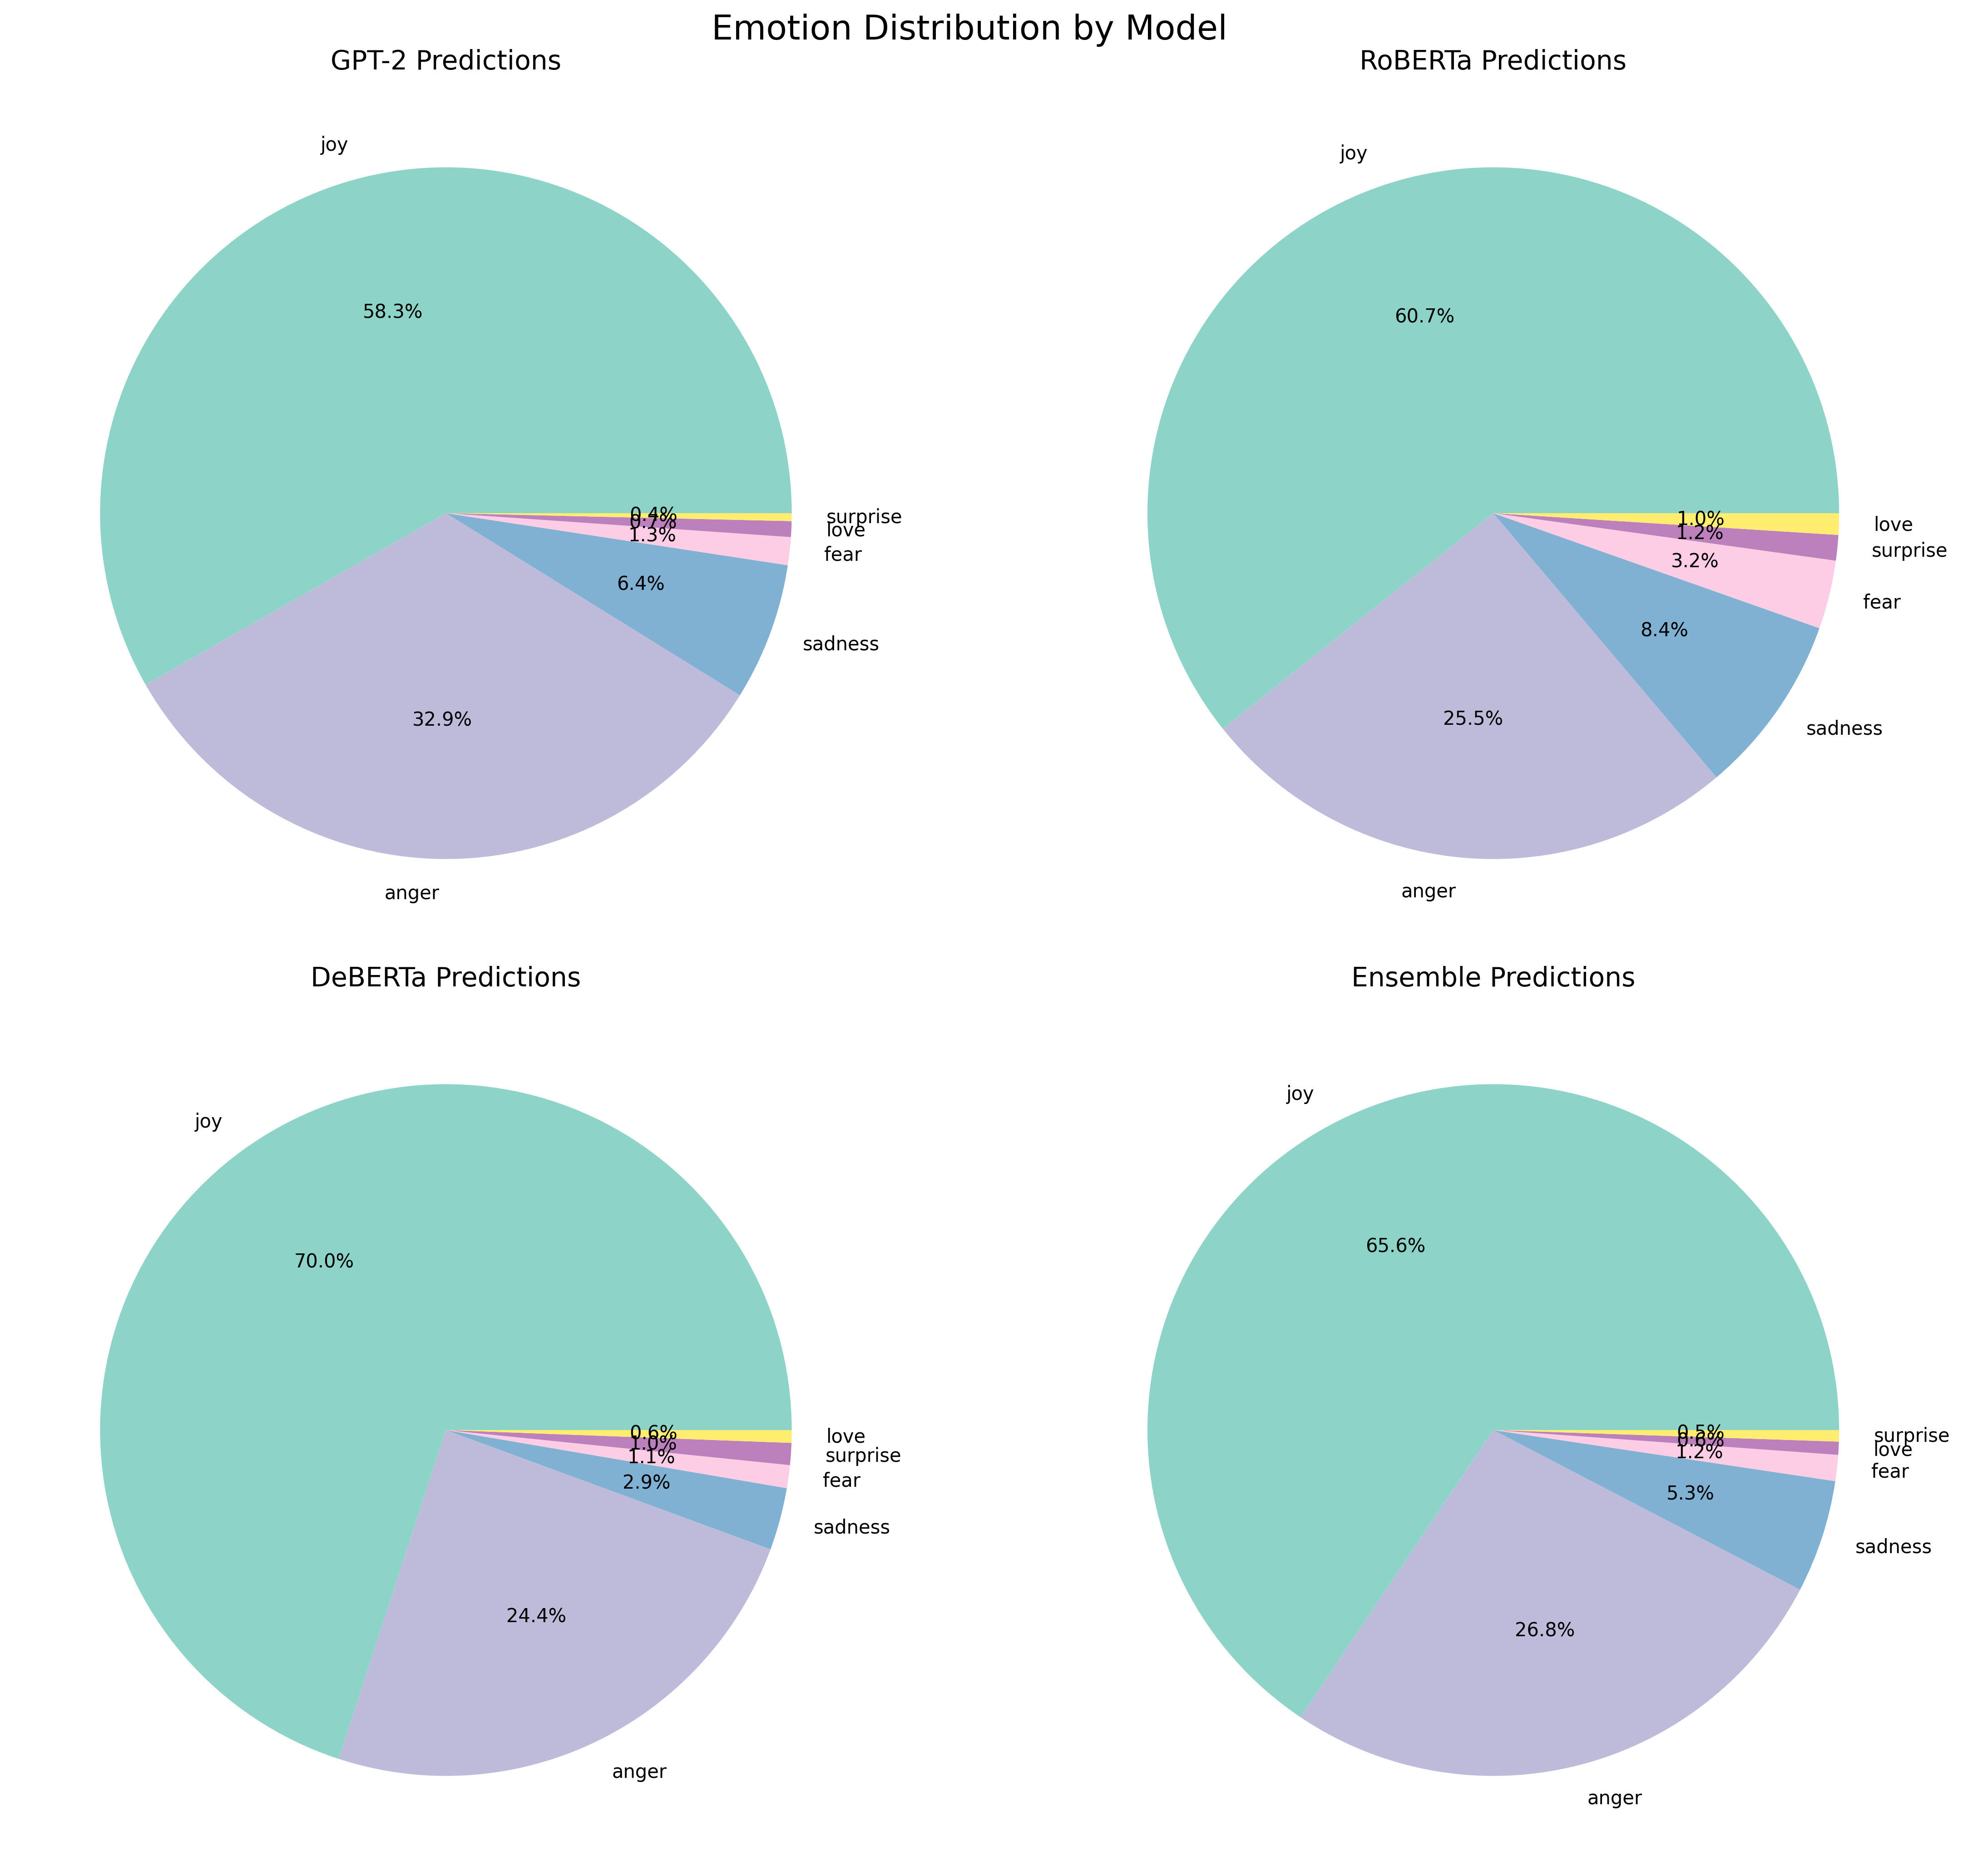 Emotion Distribution by Model
GPT-2 Predictions
joy
58.3%
0.4%
surprise
0.7%
love
1.3%
fear
6.4%
sadness
32.9%
anger
RoBERTa Predictions
joy
60.7%
1.0%
love
1.2%
surprise
3.2%
fear
8.4%
sadness
25.5%
anger
DeBERTa Predictions
joy
70.0%
0.6%
love
1.0%
surprise
1.1%
fear
2.9%
sadness
24.4%
anger
Ensemble Predictions
joy
65.6%
0.5%
surprise
0.6%
love
1.2%
fear
5.3%
sadness
26.8%
anger